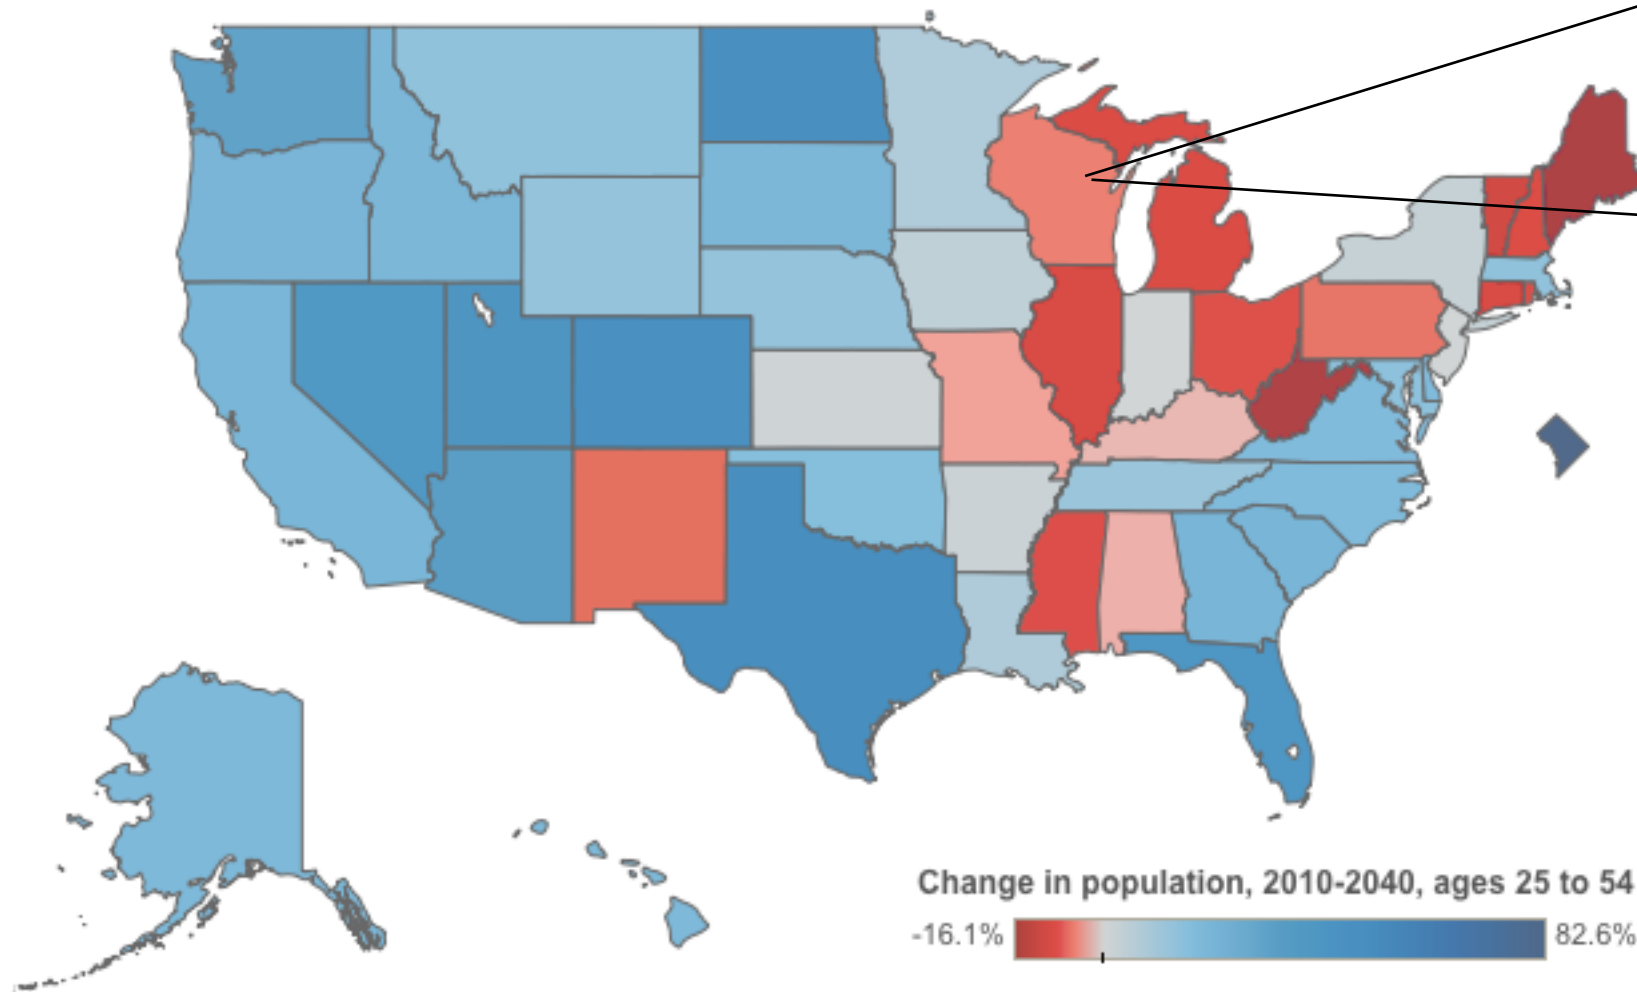 Change in population, 2010-2040, ages 25 to 54
-16.1% 82.6%